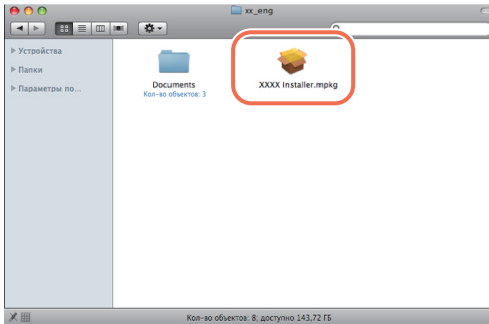 xx_eng
Устройства
Папки
Параметры по...
Documents
Кол-во объектов: 3
XXXX Installer.mpkg
Кол-во объектов: 8; доступно 143,72 ГБ